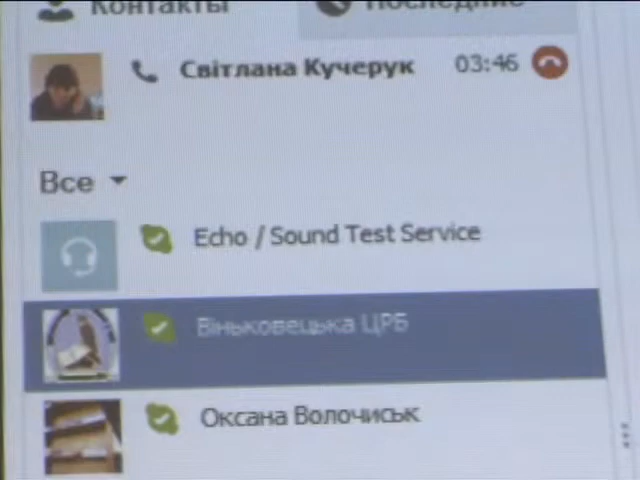 Контакты
Последние
Світлана Кучерук 03:46
Все
Echo / Sound Test Service
Віньковецька ЦРБ
Оксана Волочиськ